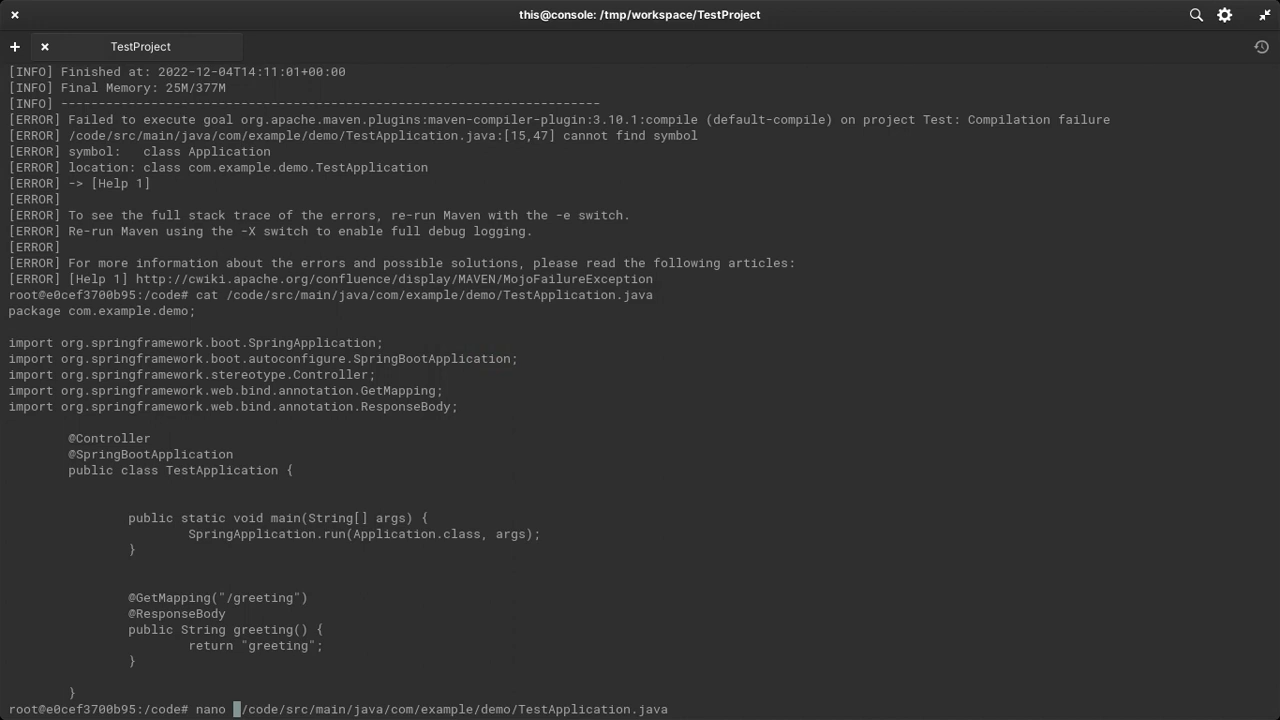 this@console: /tmp/workspace/TestProject
TestProject
[INFO] Finished at: 2022-12-04T14:11:01+00:00
[INFO] Final Memory: 25M/377M
[INFO] ------------------------------------------------------------------------
[ERROR] Failed to execute goal org.apache.maven.plugins:maven-compiler-plugin:3.10.1:compile (default-compile) on project Test: Compilation failure
[ERROR] /code/src/main/java/com/example/demo/TestApplication.java:[15,47] cannot find symbol
[ERROR] symbol:   class Application
[ERROR] location: class com.example.demo.TestApplication
[ERROR] -> [Help 1]
[ERROR]
[ERROR] To see the full stack trace of the errors, re-run Maven with the -e switch.
[ERROR] Re-run Maven using the -X switch to enable full debug logging.
[ERROR]
[ERROR] For more information about the errors and possible solutions, please read the following articles:
[ERROR] [Help 1] http://cwiki.apache.org/confluence/display/MAVEN/MojoFailureException
root@e0cef3700b95:/code# cat /code/src/main/java/com/example/demo/TestApplication.java
package com.example.demo;

import org.springframework.boot.SpringApplication;
import org.springframework.boot.autoconfigure.SpringBootApplication;
import org.springframework.stereotype.Controller;
import org.springframework.web.bind.annotation.GetMapping;
import org.springframework.web.bind.annotation.ResponseBody;

        @Controller
        @SpringBootApplication
        public class TestApplication {


                public static void main(String[] args) {
                        SpringApplication.run(Application.class, args);
                }


                @GetMapping("/greeting")
                @ResponseBody
                public String greeting() {
                        return "greeting";
                }

        }
root@e0cef3700b95:/code# nano /code/src/main/java/com/example/demo/TestApplication.java